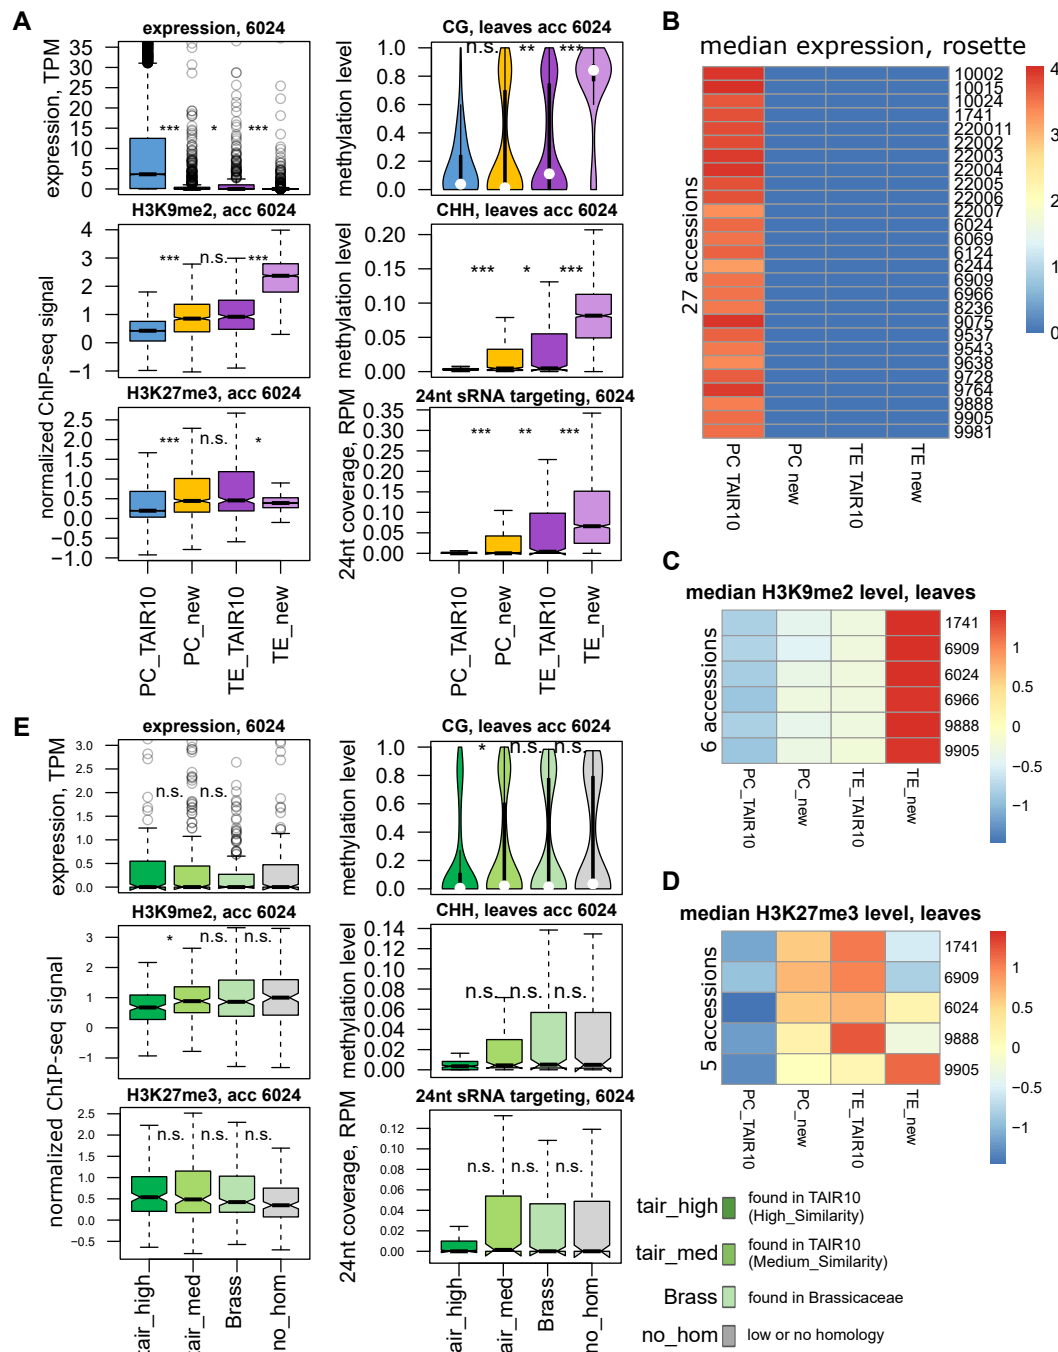 A
expression, 6024
expression, TPM
35
30
25
20
15
10
5
0
*** * ***
CG, leaves acc 6024
methylation level
1.0
0.8
0.6
0.4
0.2
0.0
n.s. ** ***
H3K9me2, acc 6024
normalized ChIP-seq signal
4
3
2
1
0
−1
*** n.s. ***
CHH, leaves acc 6024
methylation level
0.20
0.15
0.10
0.05
0.00
*** * ***
H3K27me3, acc 6024
2.5
2.0
1.5
1.0
0.5
0.0
−0.5
−1.0
*** n.s. *
PC_TAIR10
PC_new
TE_TAIR10
TE_new
24nt sRNA targeting, 6024
24nt coverage, RPM
0.35
0.30
0.25
0.20
0.15
0.10
0.05
0.00
*** ** ***
PC_TAIR10
PC_new
TE_TAIR10
TE_new
B
median expression, rosette
27 accessions
10002
10015
10024
1741
220011
22002
22003
22004
22005
22006
22007
6024
6069
6124
6244
6909
6966
8236
9075
9537
9543
9638
9728
9764
9888
9905
9981
4
3
2
1
0
PC TAIR10
PC new
TE TAIR10
TE new
C
median H3K9me2 level, leaves
6 accessions
1741
6909
6024
6966
9888
9905
1
0.5
0
−0.5
−1
PC_TAIR10
PC_new
TE_TAIR10
TE_new
D
median H3K27me3 level, leaves
5 accessions
1741
6909
6024
9888
9905
1
0.5
0
−0.5
−1
PC_TAIR10
PC_new
TE_TAIR10
TE_new
E
expression, 6024
expression, TPM
3.0
2.5
2.0
1.5
1.0
0.5
0.0
n.s. n.s.
CG, leaves acc 6024
methylation level
1.0
0.8
0.6
0.4
0.2
0.0
* n.s. n.s.
H3K9me2, acc 6024
normalized ChIP-seq signal
3
2
1
0
−1
* n.s. n.s.
CHH, leaves acc 6024
methylation level
0.14
0.12
0.10
0.08
0.06
0.04
0.02
0.00
n.s. n.s. n.s.
H3K27me3, acc 6024
2.5
2.0
1.5
1.0
0.5
0.0
−0.5
n.s. n.s. n.s.
tair_high
tair_med
Brass
no_hom
24nt sRNA targeting, 6024
24nt coverage, RPM
0.12
0.10
0.08
0.06
0.04
0.02
0.00
n.s. n.s. n.s.
tair_high
tair_med
Brass
no_hom
tair_high found in TAIR10
(High_Similarity)
tair_med found in TAIR10
(Medium_Similarity)
Brass found in Brassicaceae
no_hom low or no homology